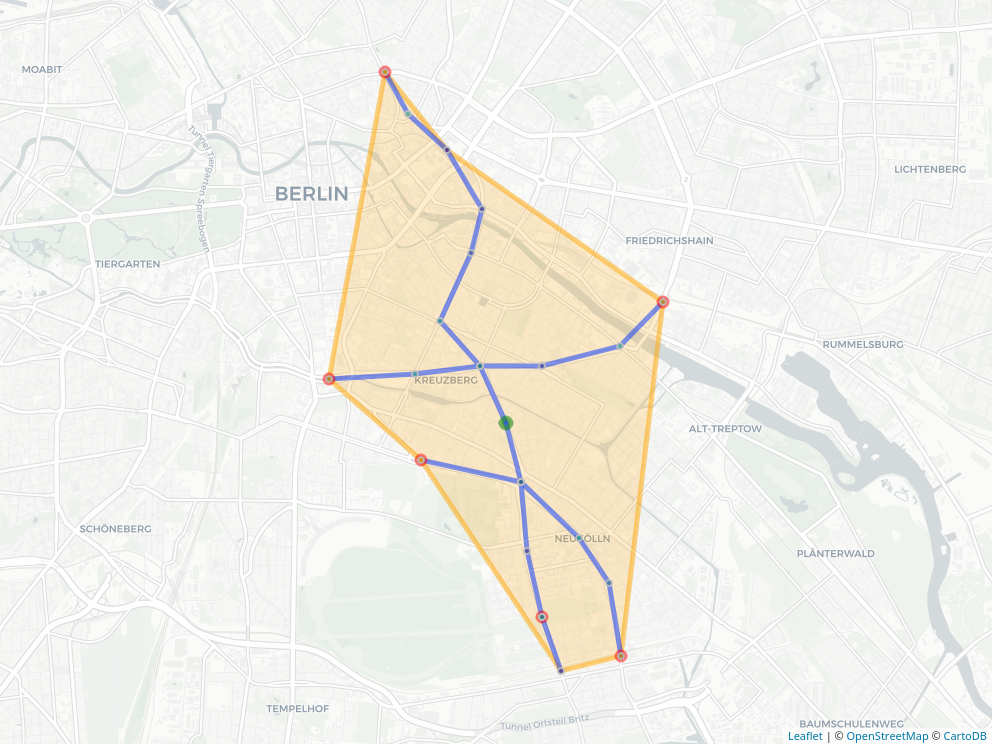 MOABIT
Tunnel Tiergarten Spreebogen
LICHTENBERG
BERLIN
FRIEDRICHSHAIN
TIERGARTEN
RUMMELSBURG
KREUZBERG
ALT-TREPTOW
SCHÖNEBERG
NEUKÖLLN
PLÄNTERWALD
TEMPELHOF
Tunnel Ortsteil Britz
BAUMSCHULENWEG
Leaflet | © OpenStreetMap © CartoDB